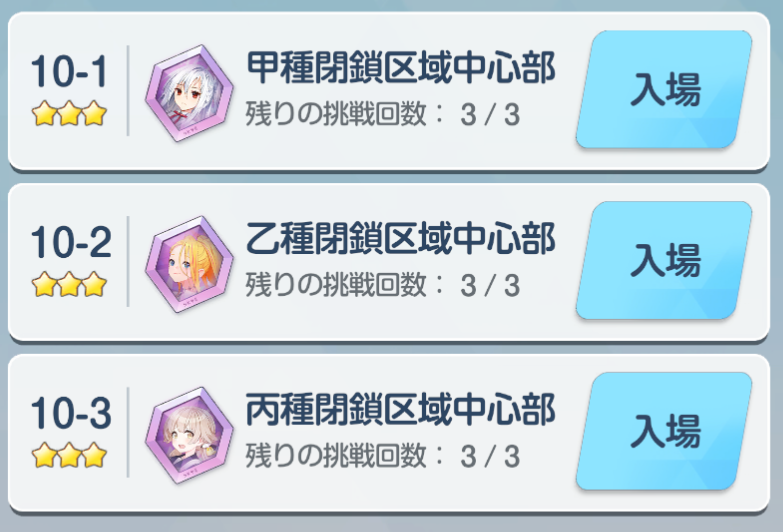 10-1
甲種閉鎖区域中心部
残りの挑戦回数： 3 / 3
入場
10-2
乙種閉鎖区域中心部
残りの挑戦回数： 3 / 3
入場
10-3
丙種閉鎖区域中心部
残りの挑戦回数： 3 / 3
入場